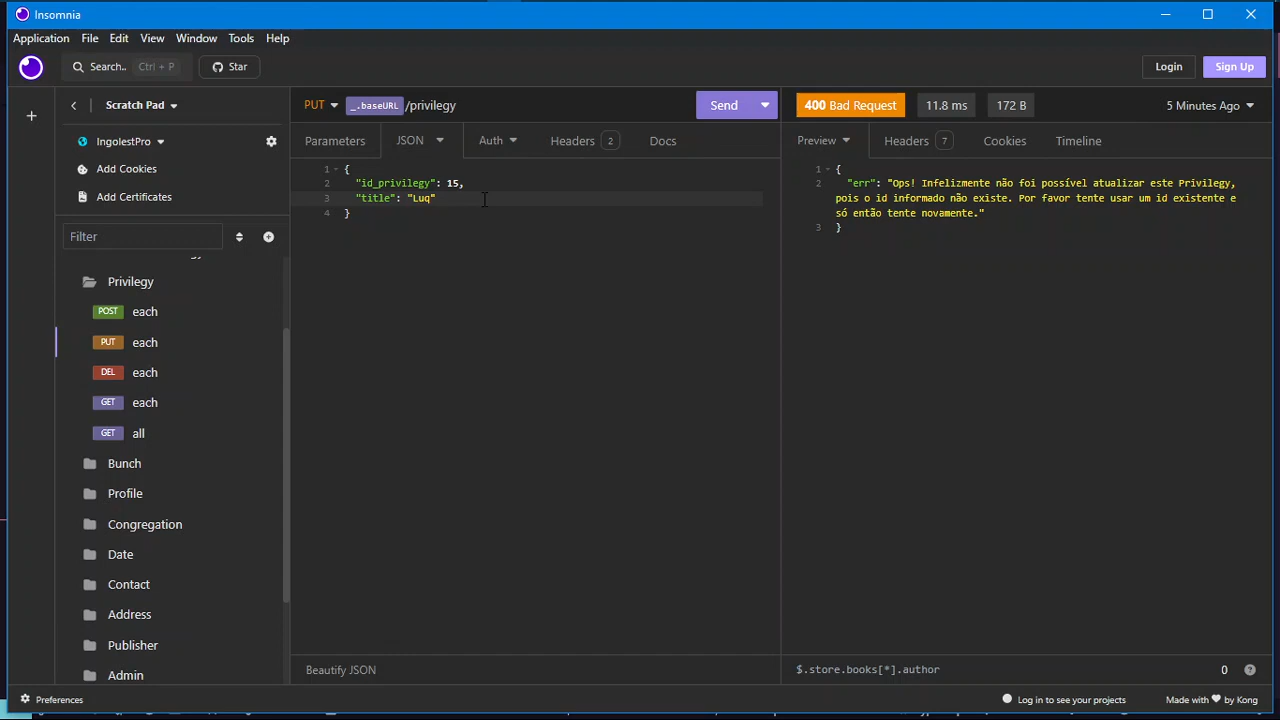 Insomnia
Application File Edit View Window Tools Help
Search.. Ctrl + P Star Login Sign Up
Scratch Pad PUT _.baseURL /privilegy Send 400 Bad Request 11.8 ms 172 B 5 Minutes Ago
IngolestPro Parameters JSON Auth Headers 2 Docs Preview Headers 7 Cookies Timeline
Add Cookies
Add Certificates
Filter
1 {
2 "id_privilegy": 15,
3 "title": "Luq"
4 }
1 {
2 "err": "Ops! Infelizmente não foi possível atualizar este Privilegy,
pois o id informado não existe. Por favor tente usar um id existente e
só então tente novamente."
3 }
Privilegy
POST each
PUT each
DEL each
GET each
GET all
Bunch
Profile
Congregation
Date
Contact
Address
Publisher
Admin
Beautify JSON $.store.books[*].author 0
Preferences Log in to see your projects Made with ♥ by Kong